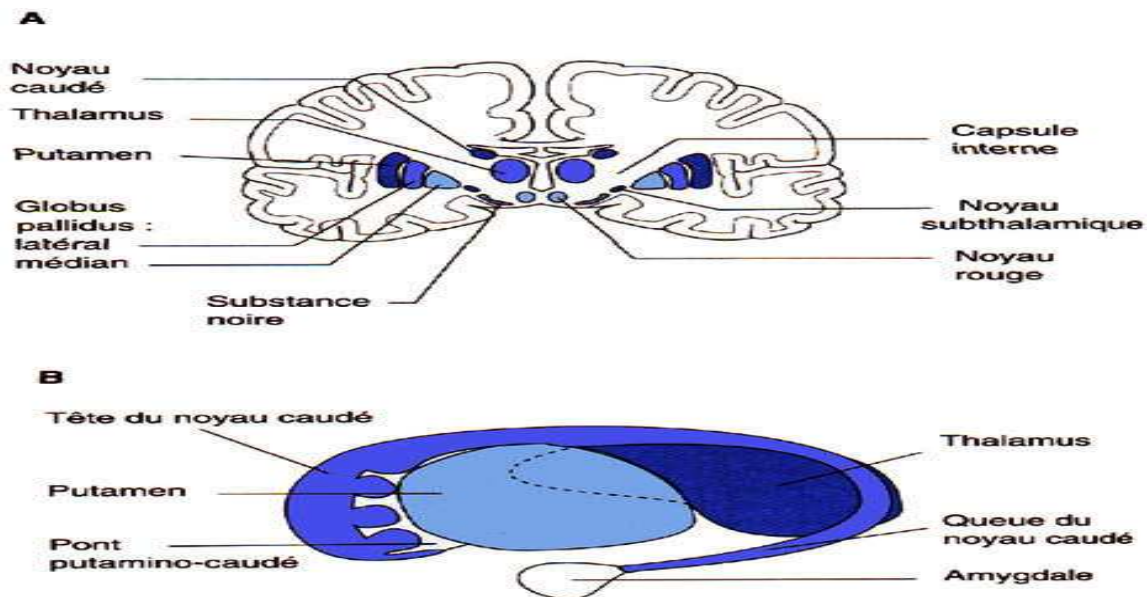 A
Noyau
caudé
Thalamus
Putamen
Globus
pallidus :
latéral
médian
Substance
noire
Capsule
interne
Noyau
subthalamique
Noyau
rouge
B
Tête du noyau caudé
Putamen
Pont
putamino-caudé
Thalamus
Queue du
noyau caudé
Amygdale